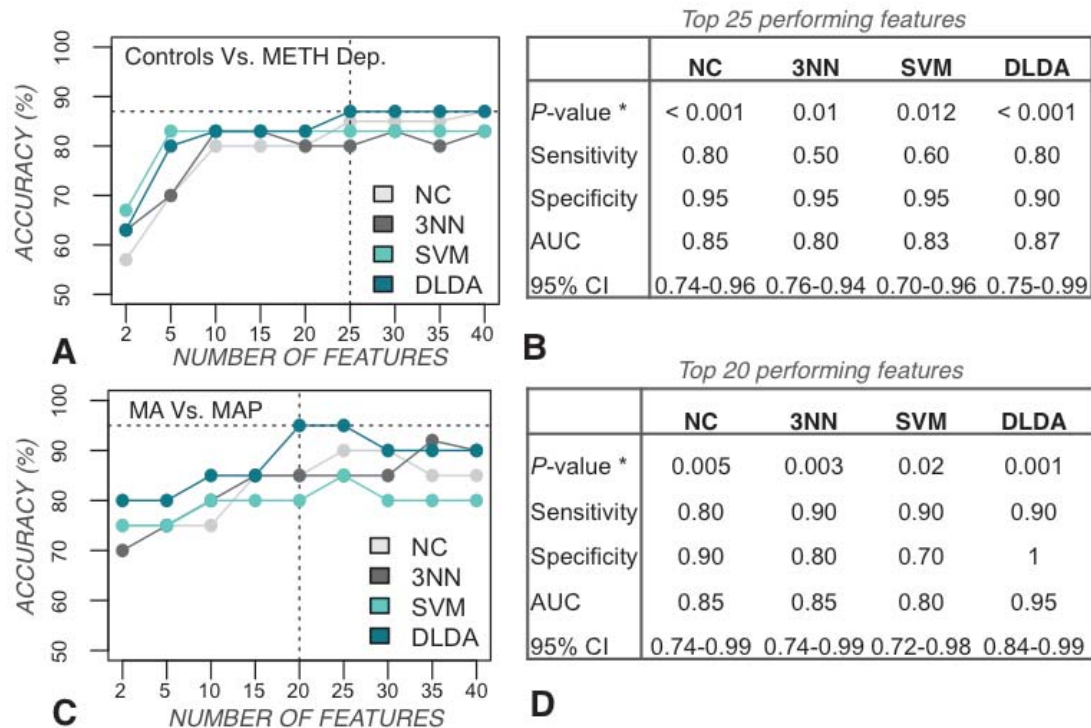 Controls Vs. METH Dep.
ACCURACY (%)
100
90
80
70
60
50
NC
3NN
SVM
DLDA
2 5 10 15 20 25 30 35 40
NUMBER OF FEATURES
A
Top 25 performing features
NC 3NN SVM DLDA
P-value * < 0.001 0.01 0.012 < 0.001
Sensitivity 0.80 0.50 0.60 0.80
Specificity 0.95 0.95 0.95 0.90
AUC 0.85 0.80 0.83 0.87
95% CI 0.74-0.96 0.76-0.94 0.70-0.96 0.75-0.99
B
MA Vs. MAP
ACCURACY (%)
100
90
80
70
60
50
NC
3NN
SVM
DLDA
2 5 10 15 20 25 30 35 40
NUMBER OF FEATURES
C
Top 20 performing features
NC 3NN SVM DLDA
P-value * 0.005 0.003 0.02 0.001
Sensitivity 0.80 0.90 0.90 0.90
Specificity 0.90 0.80 0.70 1
AUC 0.85 0.85 0.80 0.95
95% CI 0.74-0.99 0.74-0.99 0.72-0.98 0.84-0.99
D